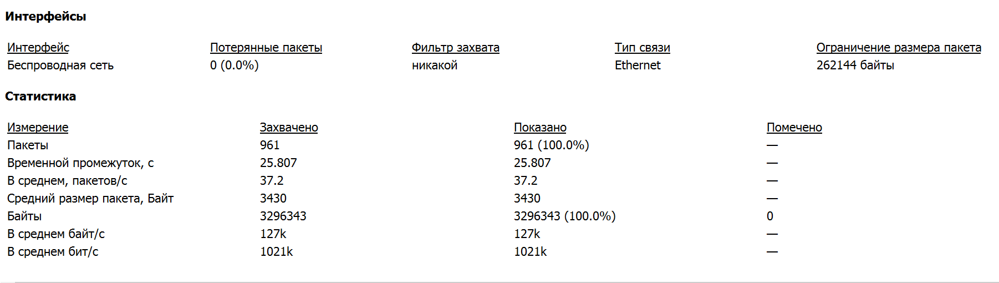 Интерфейсы
Интерфейс Потерянные пакеты Фильтр захвата Тип связи Ограничение размера пакета
Беспроводная сеть 0 (0.0%) никакой Ethernet 262144 байты
Статистика
Измерение Захвачено Показано Помечено
Пакеты 961 961 (100.0%) —
Временной промежуток, с 25.807 25.807 —
В среднем, пакетов/с 37.2 37.2 —
Средний размер пакета, Байт 3430 3430 —
Байты 3296343 3296343 (100.0%) 0
В среднем байт/с 127k 127k —
В среднем бит/с 1021k 1021k —